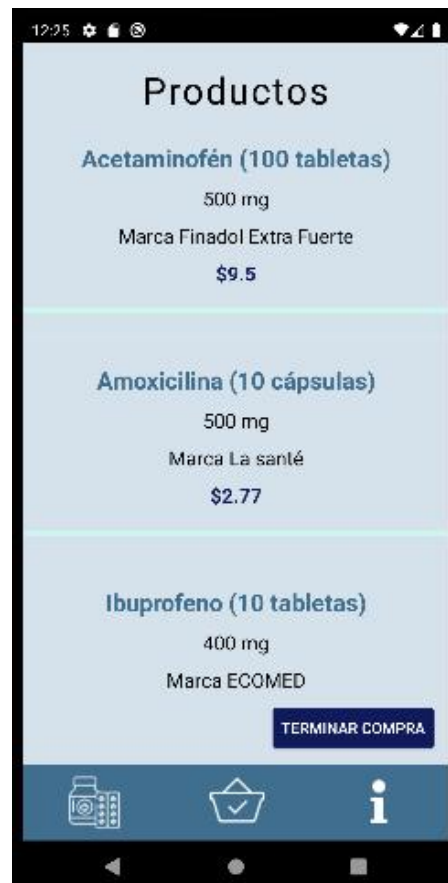 12:25
Productos
Acetaminofén (100 tabletas)
500 mg
Marca Finadol Extra Fuerte
$9.5
Amoxicilina (10 cápsulas)
500 mg
Marca La santé
$2.77
Ibuprofeno (10 tabletas)
400 mg
Marca ECOMED
TERMINAR COMPRA